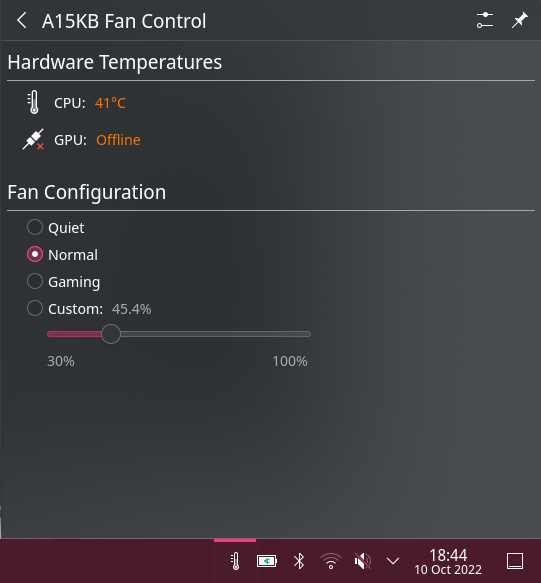 A15KB Fan Control
Hardware Temperatures
CPU: 41°C
GPU: Offline
Fan Configuration
Quiet
Normal
Gaming
Custom: 45.4%
30% 100%
18:44
10 Oct 2022